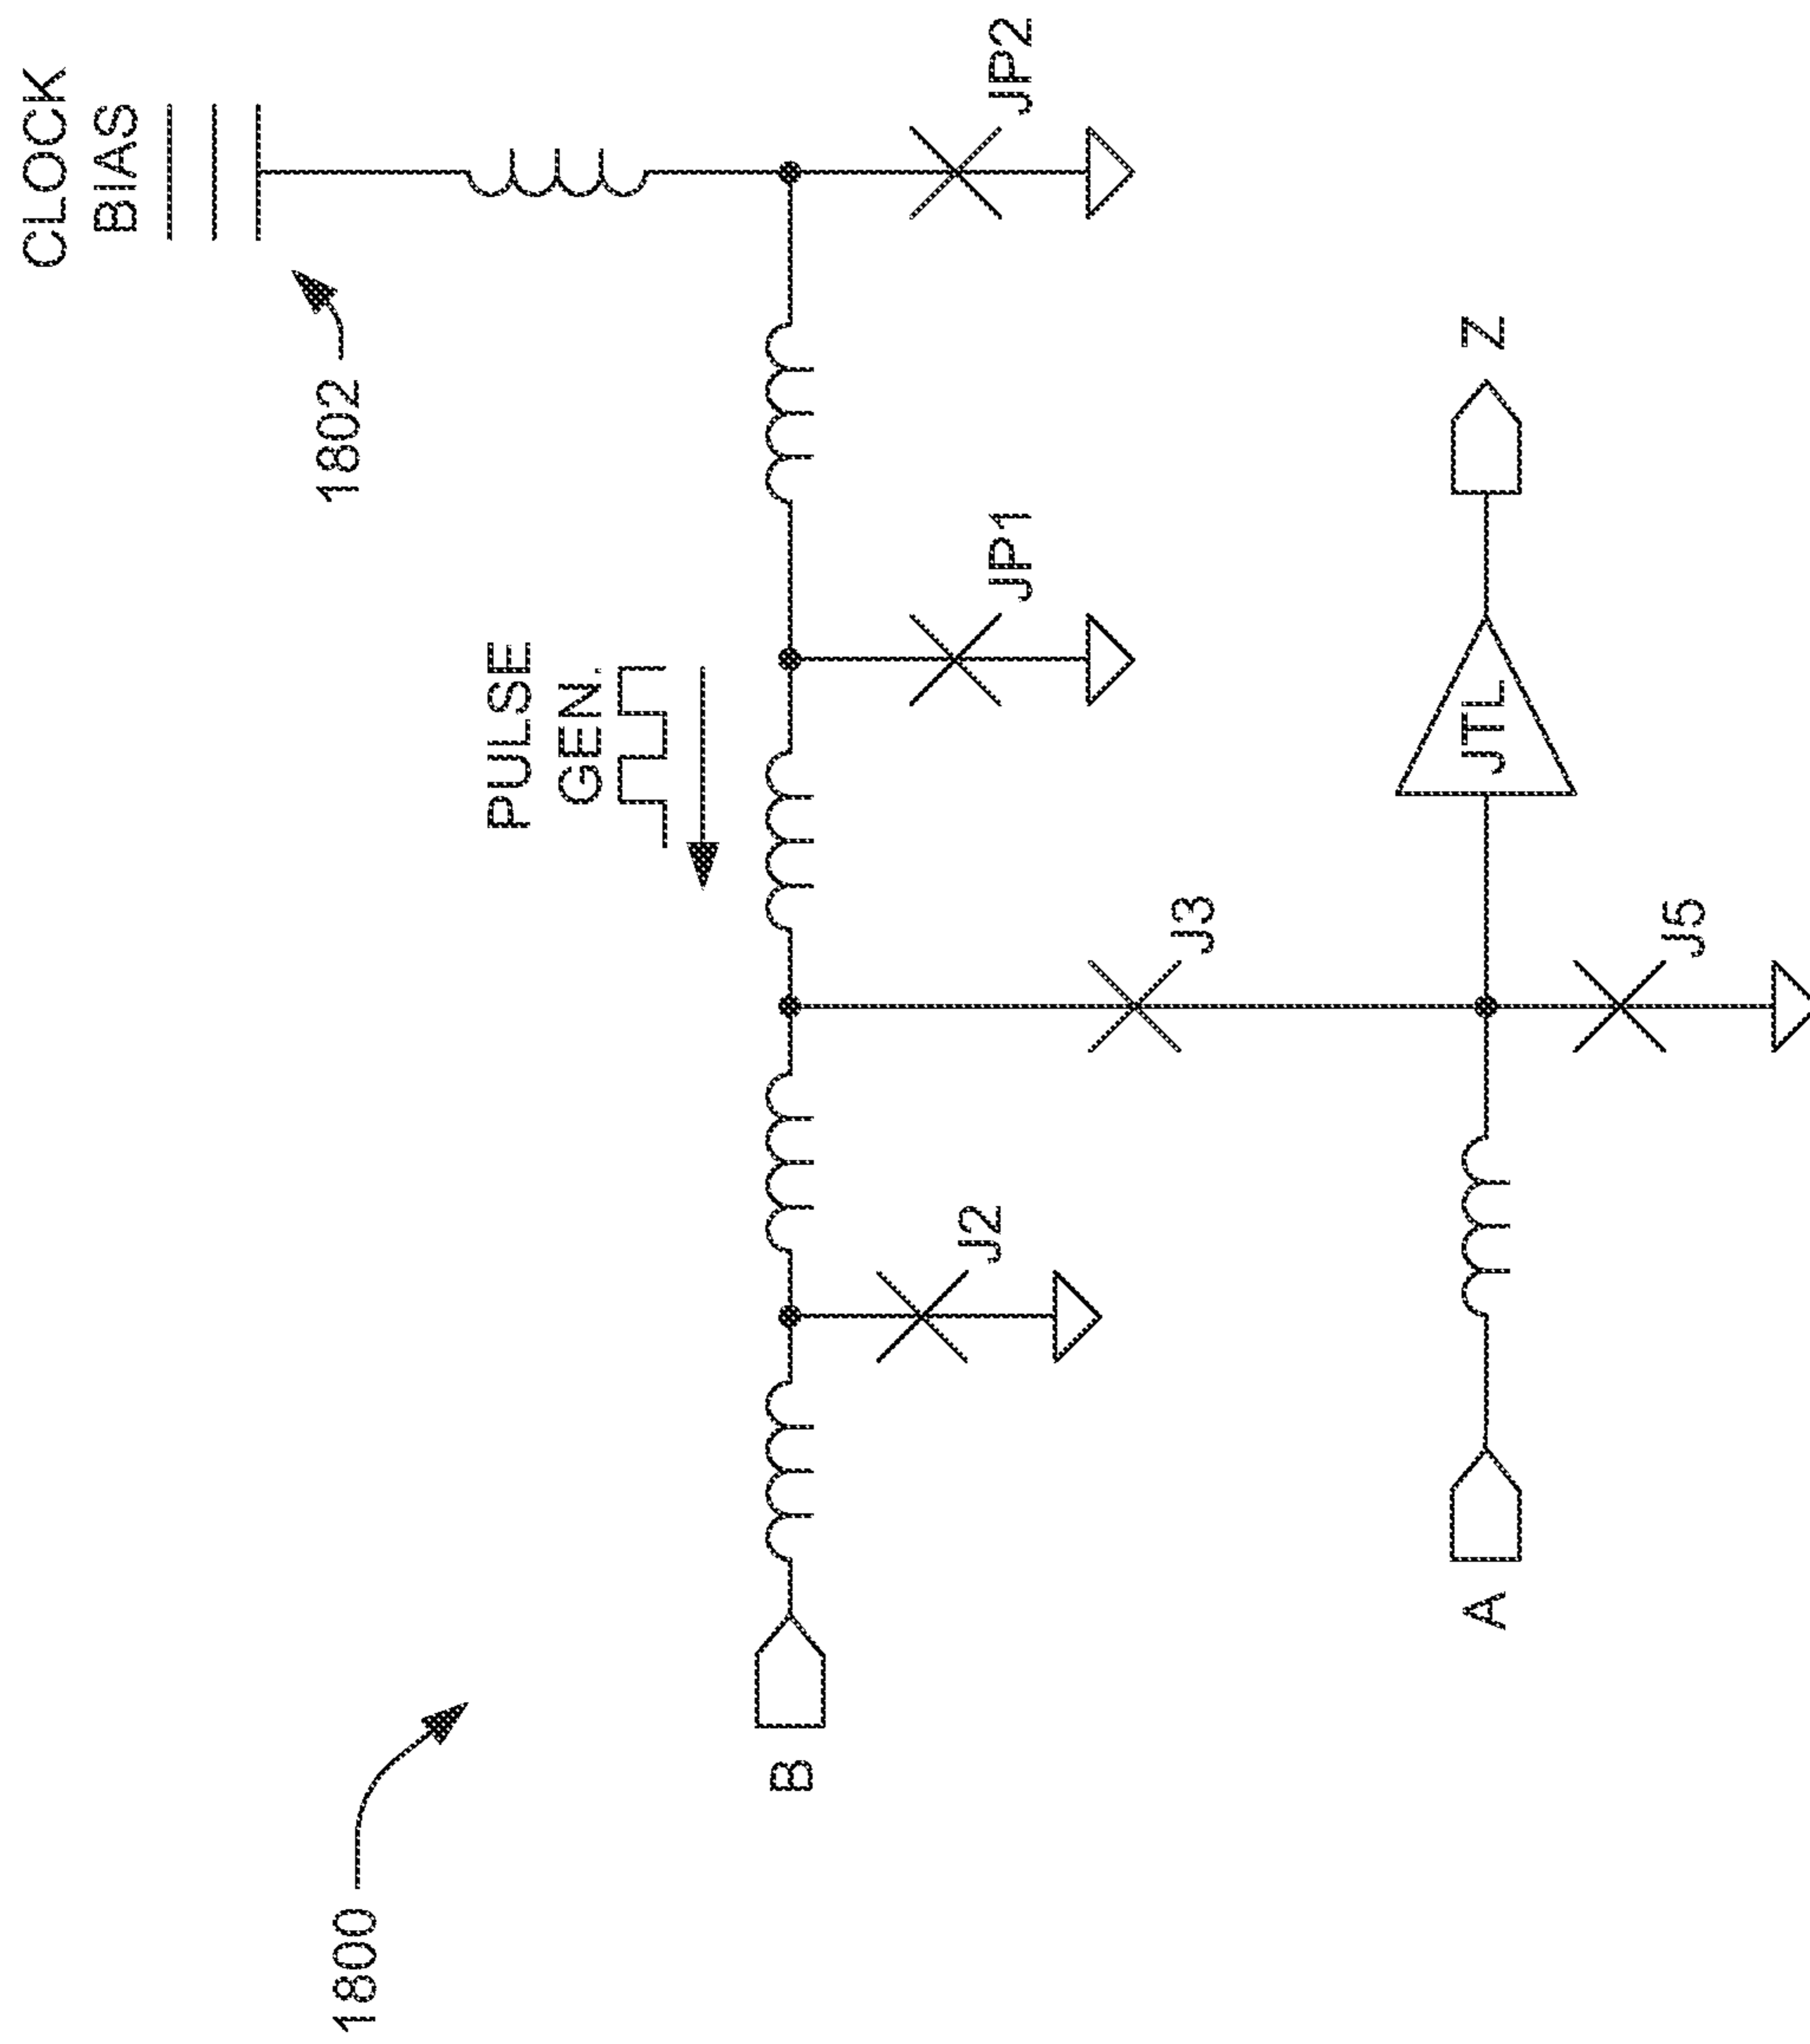 1800
1802
CLOCK
BIAS
PULSE
GEN.
B
J2
JP1
JP2
J3
A
J5
JTL
Z